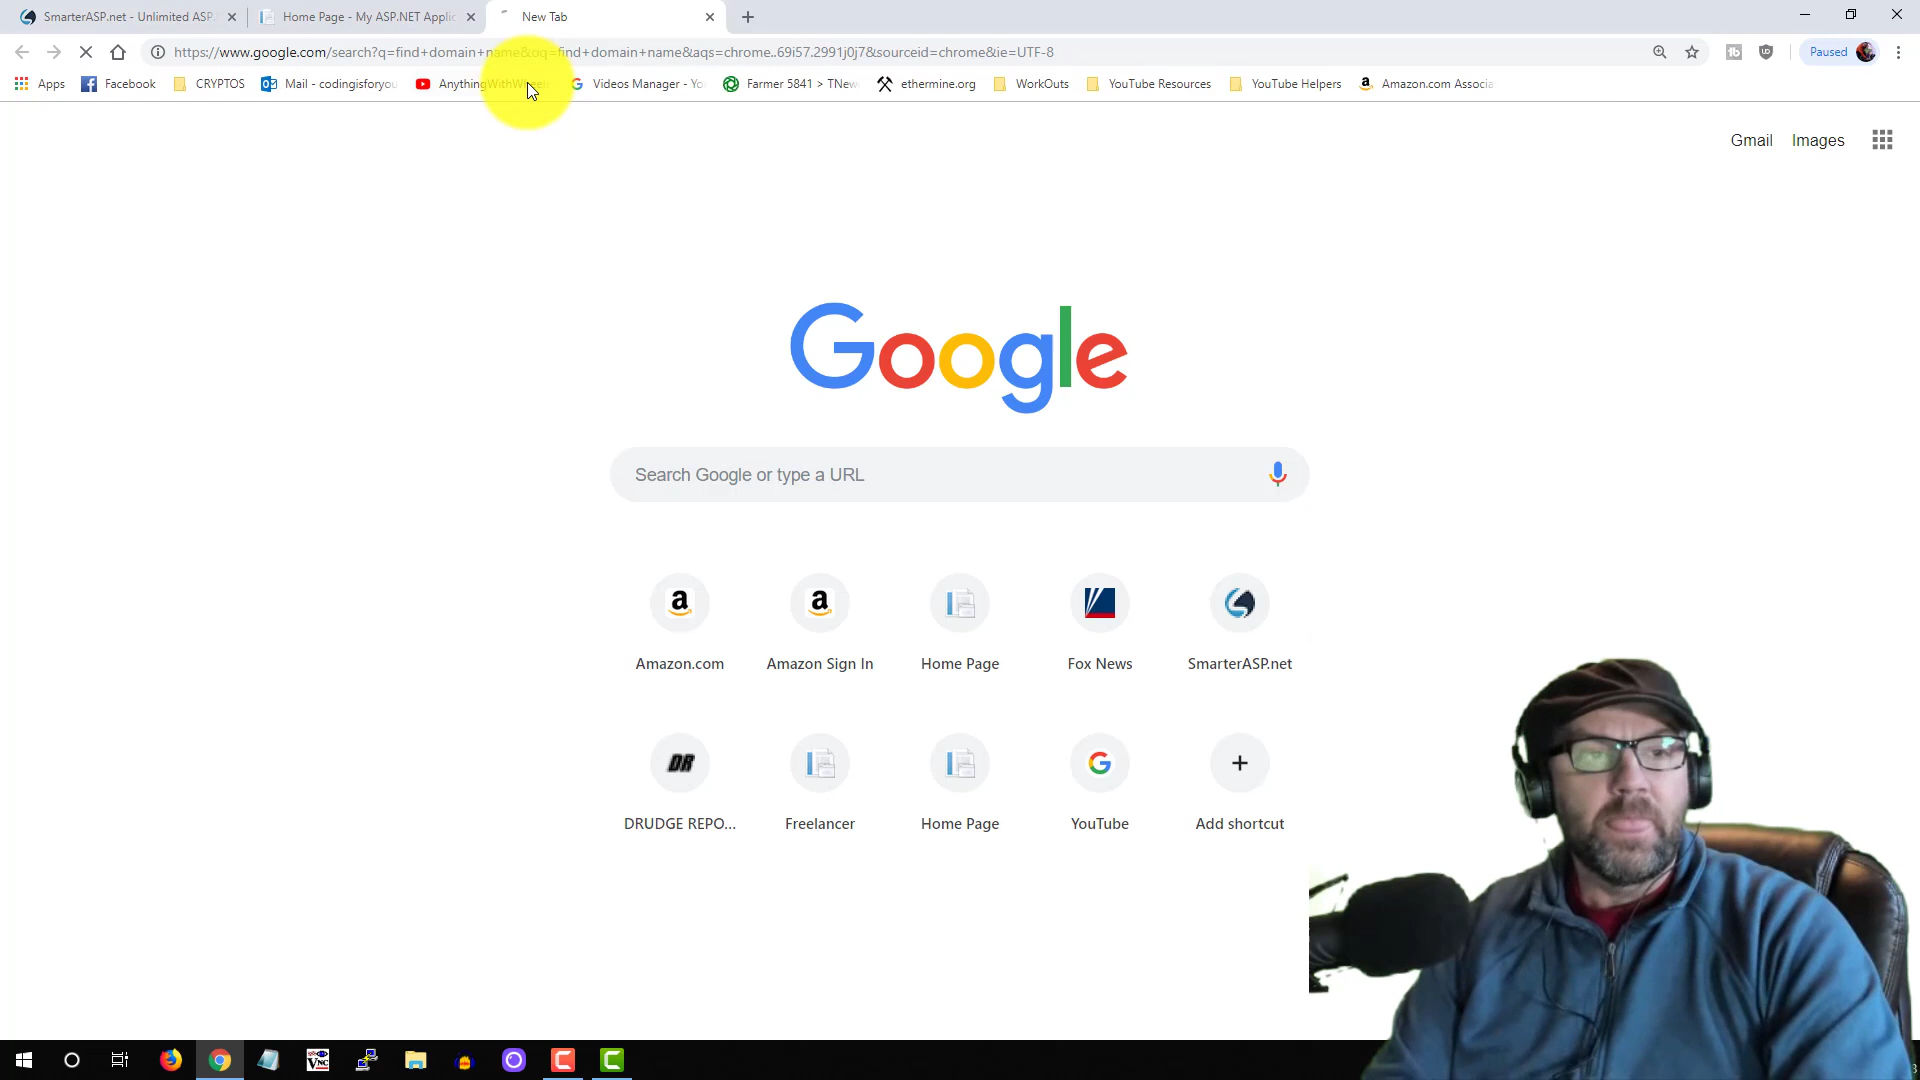 SmarterASP.net - Unlimited ASP.
Home Page - My ASP.NET Applic
New Tab
https://www.google.com/search?q=find+domain+name&oq=find+domain+name&aqs=chrome..69i57.2991j0j7&sourceid=chrome&ie=UTF-8
Paused
Apps
Facebook
CRYPTOS
Mail - codingisforyou
AnythingWithWires
Videos Manager - Yo
Farmer 5841 > TNew
ethermine.org
WorkOuts
YouTube Resources
YouTube Helpers
Amazon.com Associa
Gmail
Images
Google
Search Google or type a URL
Amazon.com
Amazon Sign In
Home Page
Fox News
SmarterASP.net
DR
DRUDGE REPO...
Freelancer
Home Page
YouTube
Add shortcut
VNC